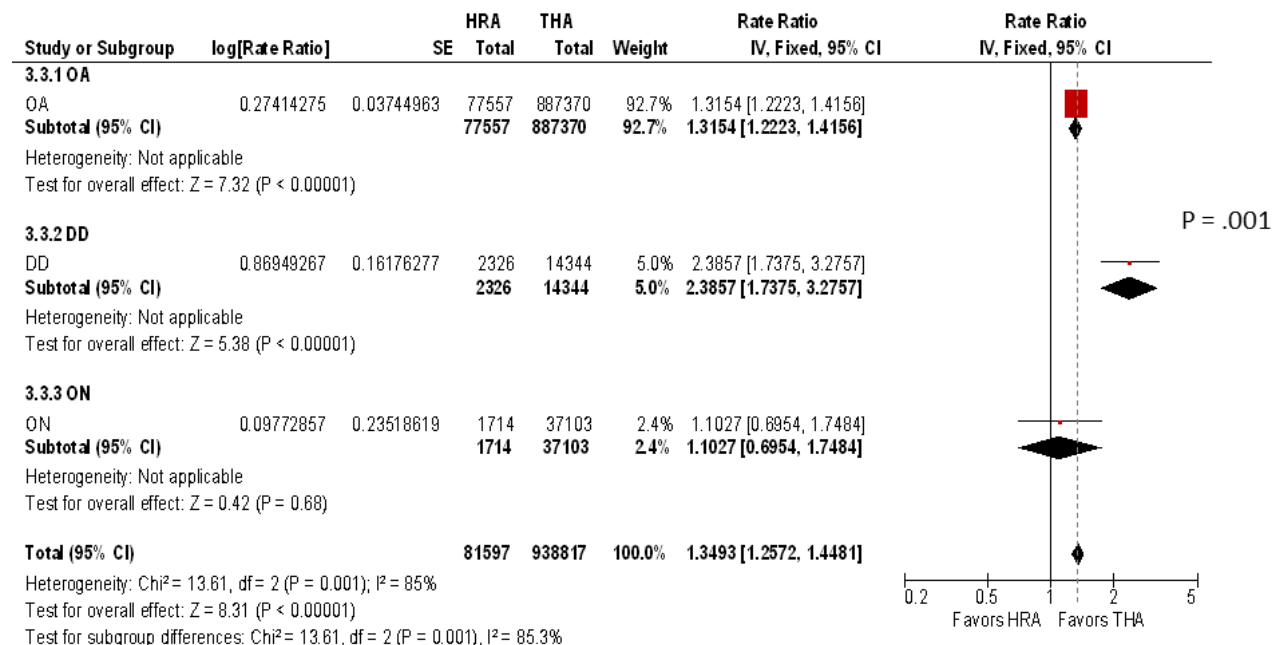 HRA THA Rate Ratio Rate Ratio
Study or Subgroup log[Rate Ratio] SE Total Total Weight IV, Fixed, 95% CI IV, Fixed, 95% CI
3.3.1 OA
OA 0.27414275 0.03744963 77557 887370 92.7% 1.3154 [1.2223, 1.4156]
Subtotal (95% CI) 77557 887370 92.7% 1.3154 [1.2223, 1.4156]
Heterogeneity: Not applicable
Test for overall effect: Z = 7.32 (P < 0.00001)
P = .001
3.3.2 DD
DD 0.86949267 0.16176277 2326 14344 5.0% 2.3857 [1.7375, 3.2757]
Subtotal (95% CI) 2326 14344 5.0% 2.3857 [1.7375, 3.2757]
Heterogeneity: Not applicable
Test for overall effect: Z = 5.38 (P < 0.00001)
3.3.3 ON
ON 0.09772857 0.23518619 1714 37103 2.4% 1.1027 [0.6954, 1.7484]
Subtotal (95% CI) 1714 37103 2.4% 1.1027 [0.6954, 1.7484]
Heterogeneity: Not applicable
Test for overall effect: Z = 0.42 (P = 0.68)
Total (95% CI) 81597 938817 100.0% 1.3493 [1.2572, 1.4481]
Heterogeneity: Chi² = 13.61, df = 2 (P = 0.001); I² = 85%
Test for overall effect: Z = 8.31 (P < 0.00001)
Test for subgroup differences: Chi² = 13.61, df = 2 (P = 0.001), I² = 85.3%
0.2 0.5 1 2 5
Favors HRA Favors THA